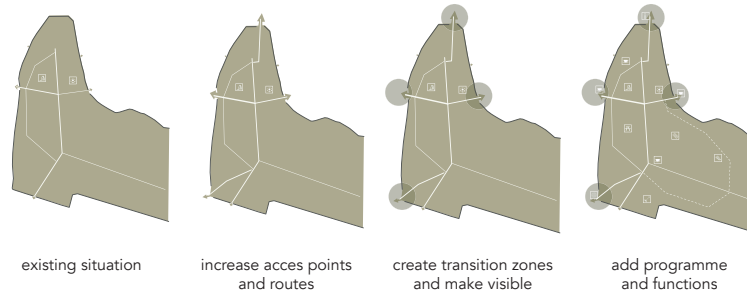 existing situation
increase acces points
and routes
create transition zones
and make visible
add programme
and functions